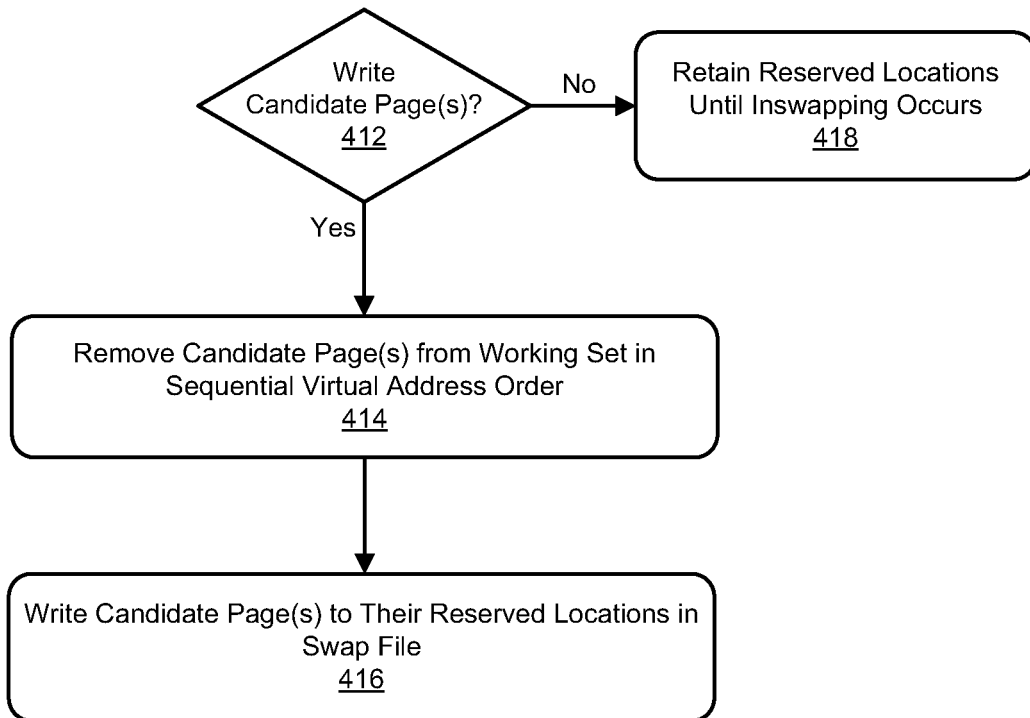 Write
Candidate Page(s)?
412
No
Retain Reserved Locations
Until Inswapping Occurs
418
Yes
Remove Candidate Page(s) from Working Set in
Sequential Virtual Address Order
414
Write Candidate Page(s) to Their Reserved Locations in
Swap File
416